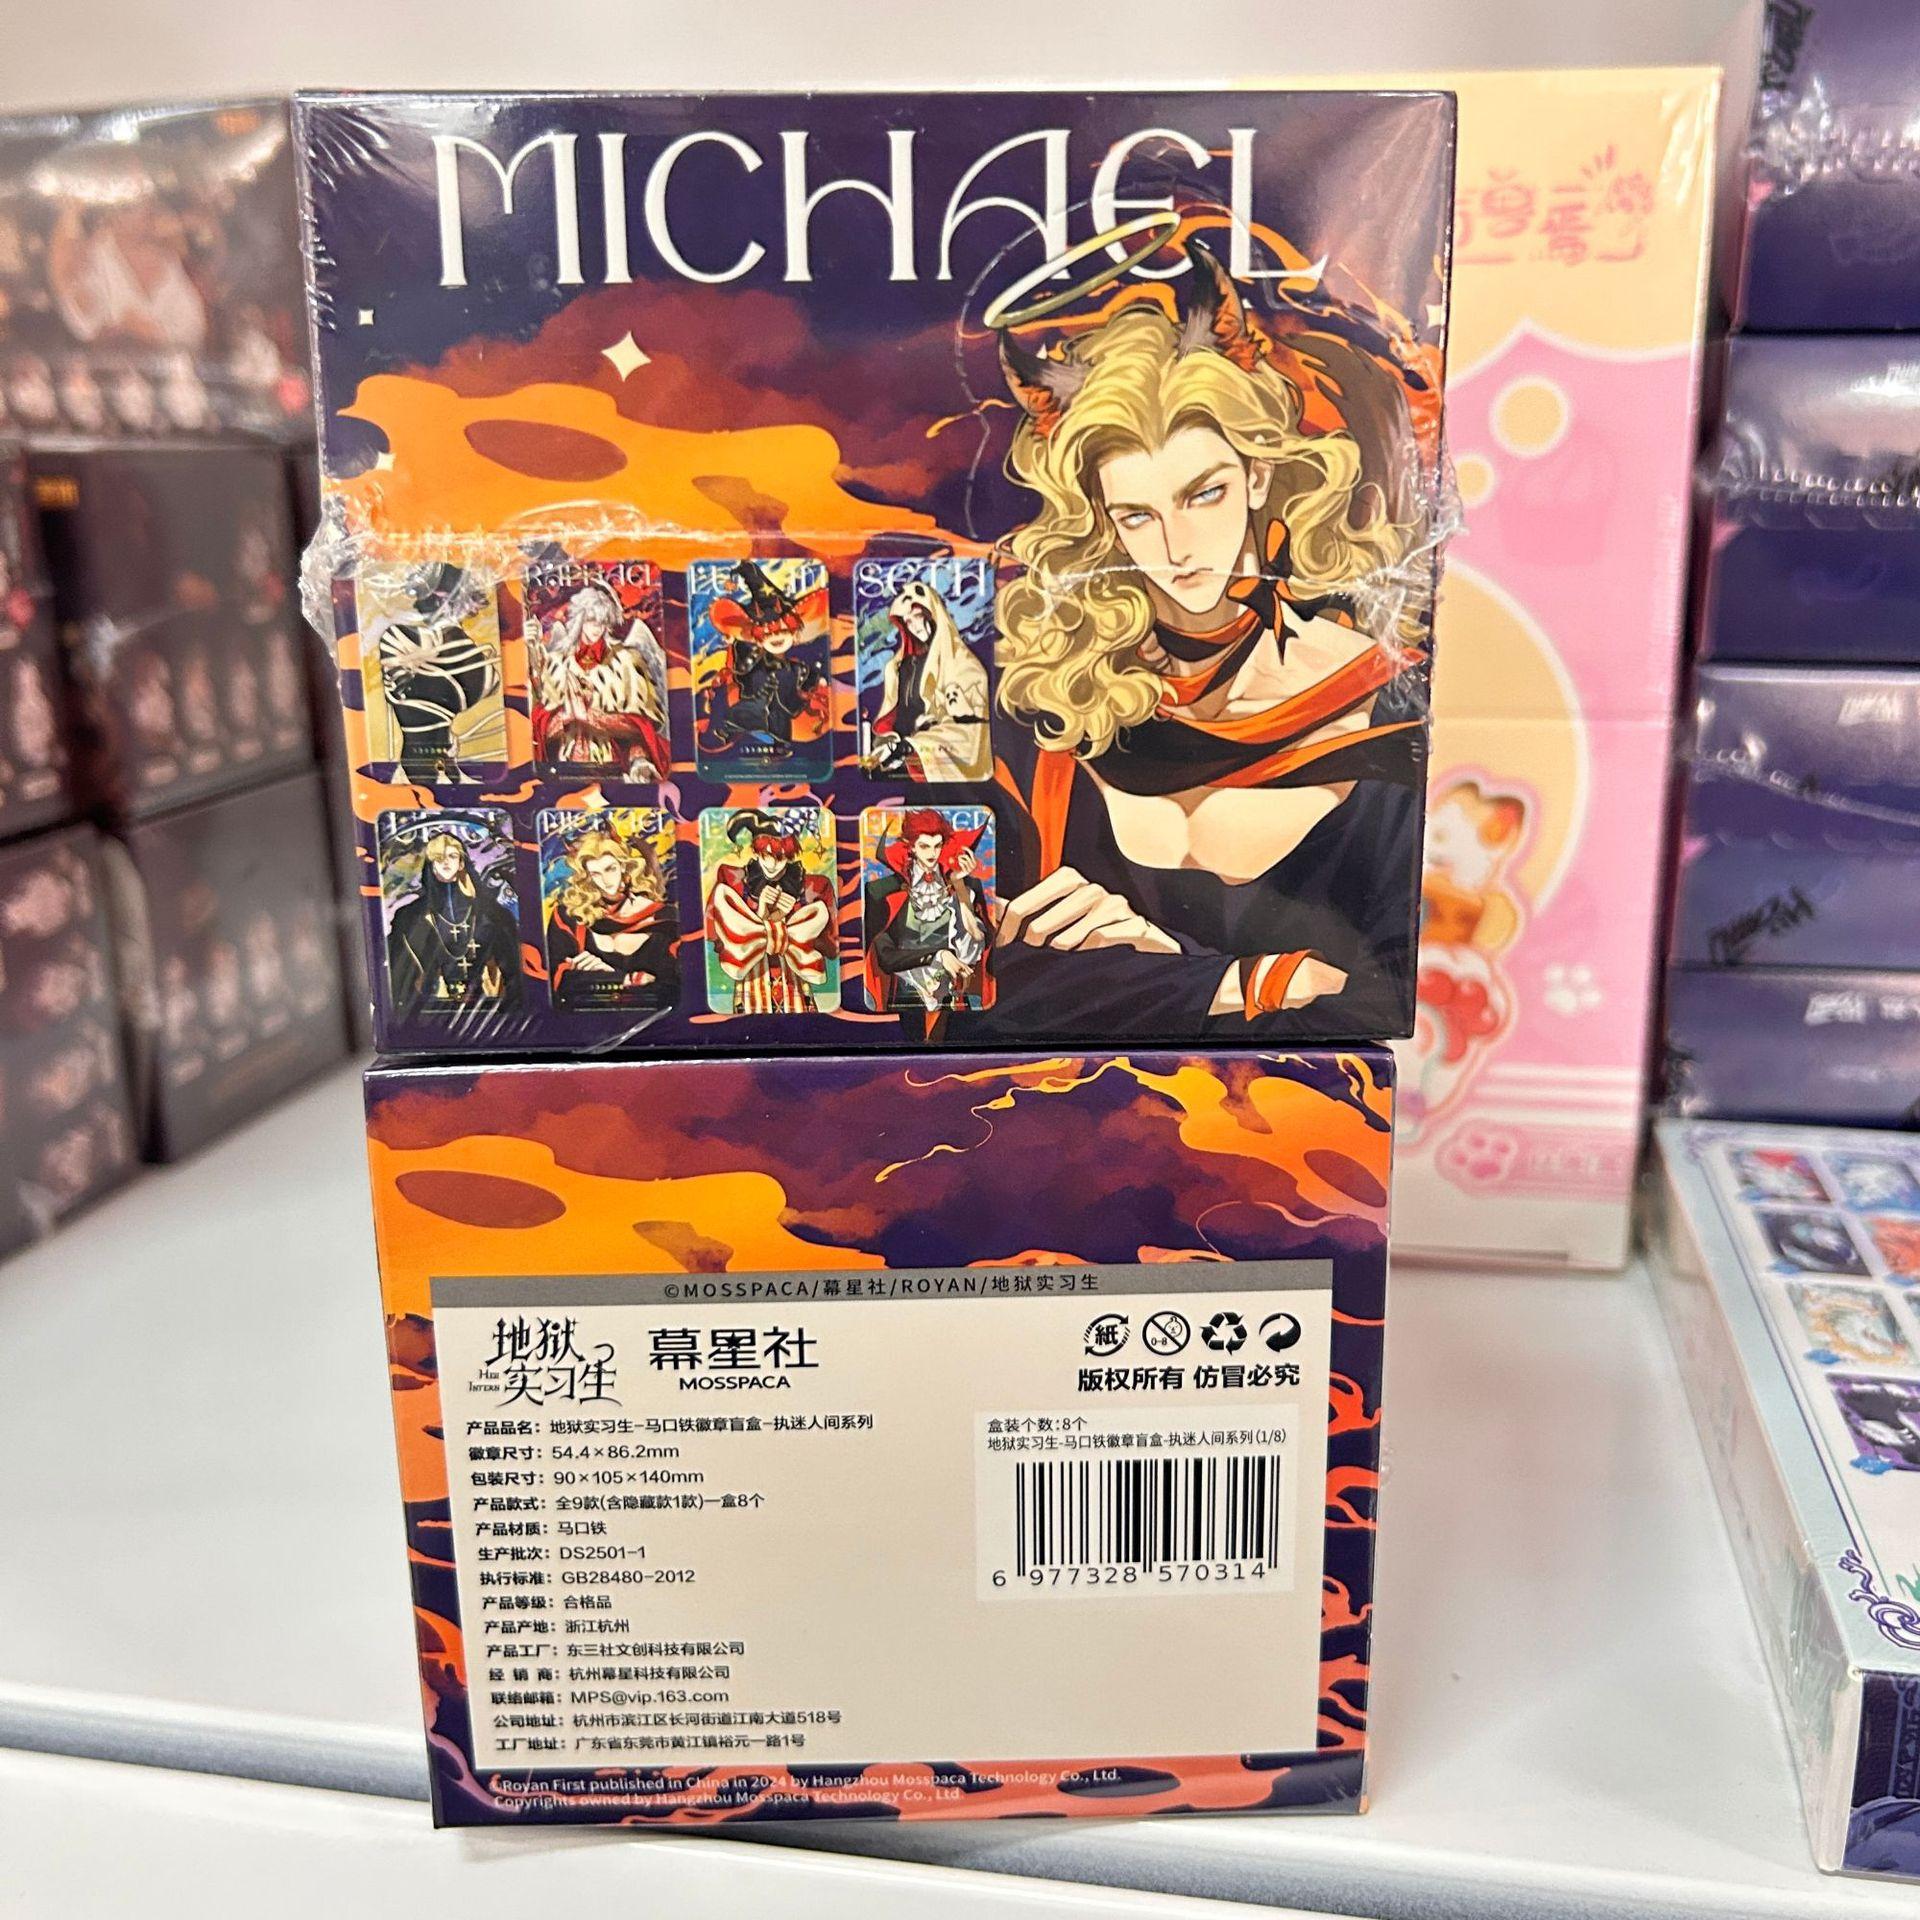 MICHAEL
RAPHAEL
SETH
MICHAEL
©MOSSPACA/幕星社/ROYAN/地狱实习生
地狱
实习生
HELL
INTERN
幕星社
MOSSPACA
紙
0-8
版权所有 仿冒必究
产品品名：地狱实习生-马口铁徽章盲盒-执迷人间系列
徽章尺寸：54.4×86.2mm
包装尺寸：90×105×140mm
产品款式：全9款(含隐藏款1款)一盒8个
产品材质：马口铁
生产批次：DS2501-1
执行标准：GB28480-2012
产品等级：合格品
产品产地：浙江杭州
产品工厂：东三社文创科技有限公司
经 销 商：杭州幕星科技有限公司
联络邮箱：MPS@vip.163.com
公司地址：杭州市滨江区长河街道江南大道518号
工厂地址：广东省东莞市黄江镇裕元一路1号
盒装个数：8个
地狱实习生-马口铁徽章盲盒-执迷人间系列(1/8)
6 977328 570314
©Royan First published in China in 2024 by Hangzhou Mosspaca Technology Co., Ltd.
Copyrights owned by Hangzhou Mosspaca Technology Co., Ltd.